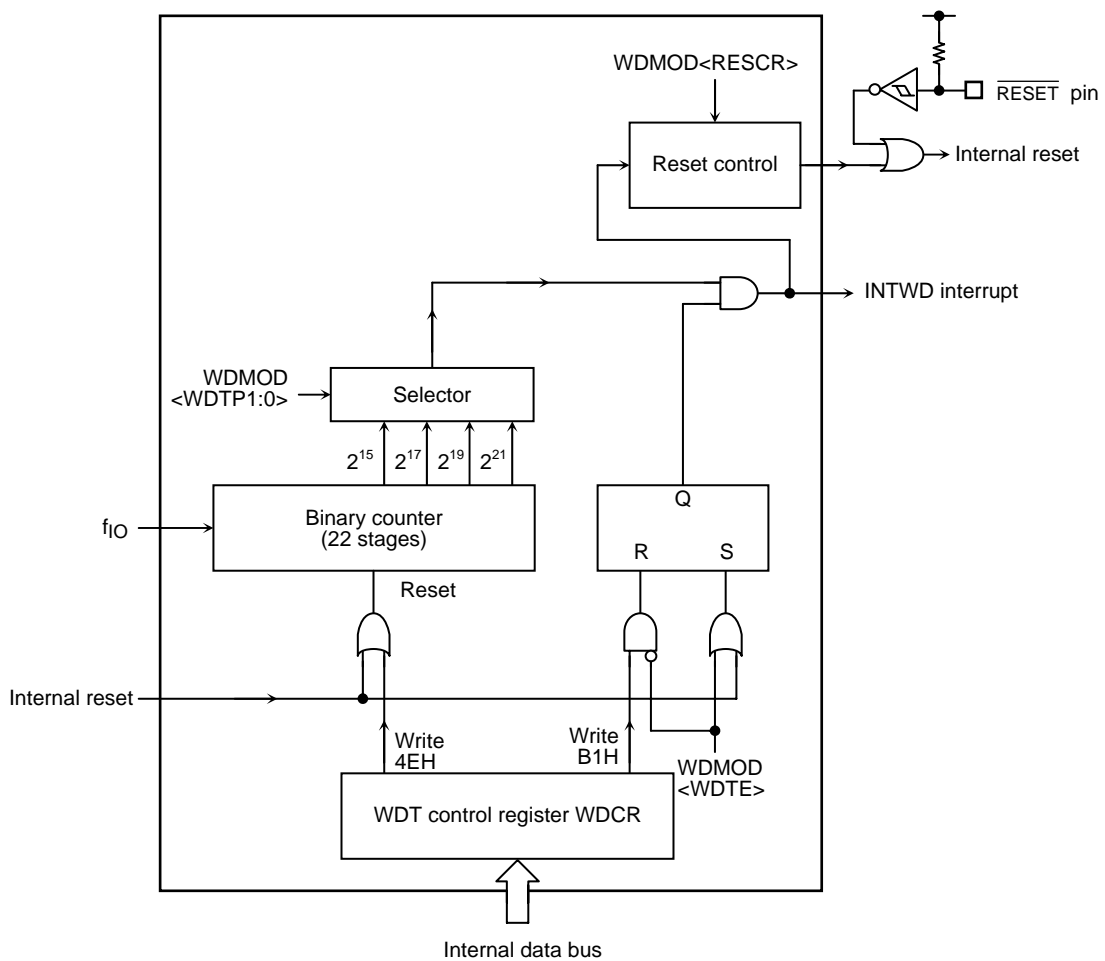 WDMOD<RESCR>
RESET pin
Reset control
Internal reset
INTWD interrupt
WDMOD
<WDTP1:0>
Selector
2^15 2^17 2^19 2^21
fIO
Binary counter
(22 stages)
Q
R S
Reset
Internal reset
Write
4EH
Write
B1H
WDMOD
<WDTE>
WDT control register WDCR
Internal data bus